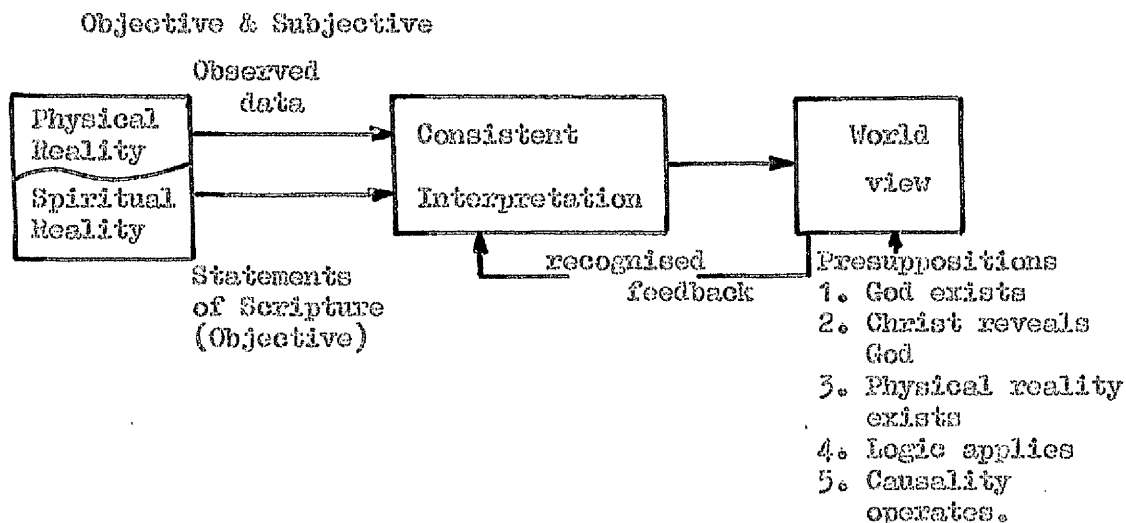 Objective & Subjective
Observed
data
Physical
Reality
Spiritual
Reality
Statements
of Scripture
(Objective)
Consistent
Interpretation
recognised
feedback
World
view
Presuppositions
1. God exists
2. Christ reveals
God
3. Physical reality
exists
4. Logic applies
5. Causality
operates.